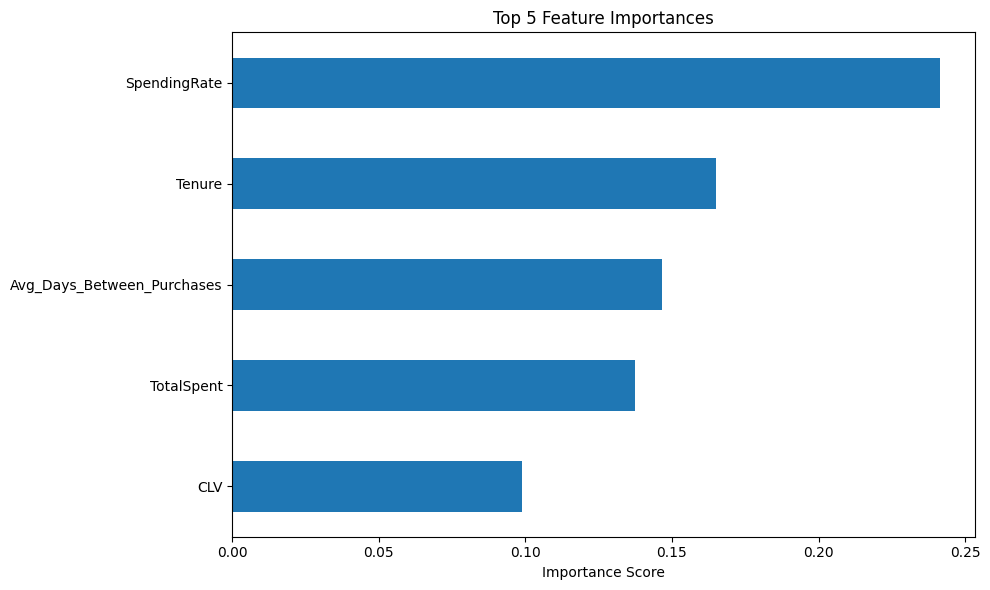 Top 5 Feature Importances
SpendingRate
Tenure
Avg_Days_Between_Purchases
TotalSpent
CLV
0.00 0.05 0.10 0.15 0.20 0.25
Importance Score